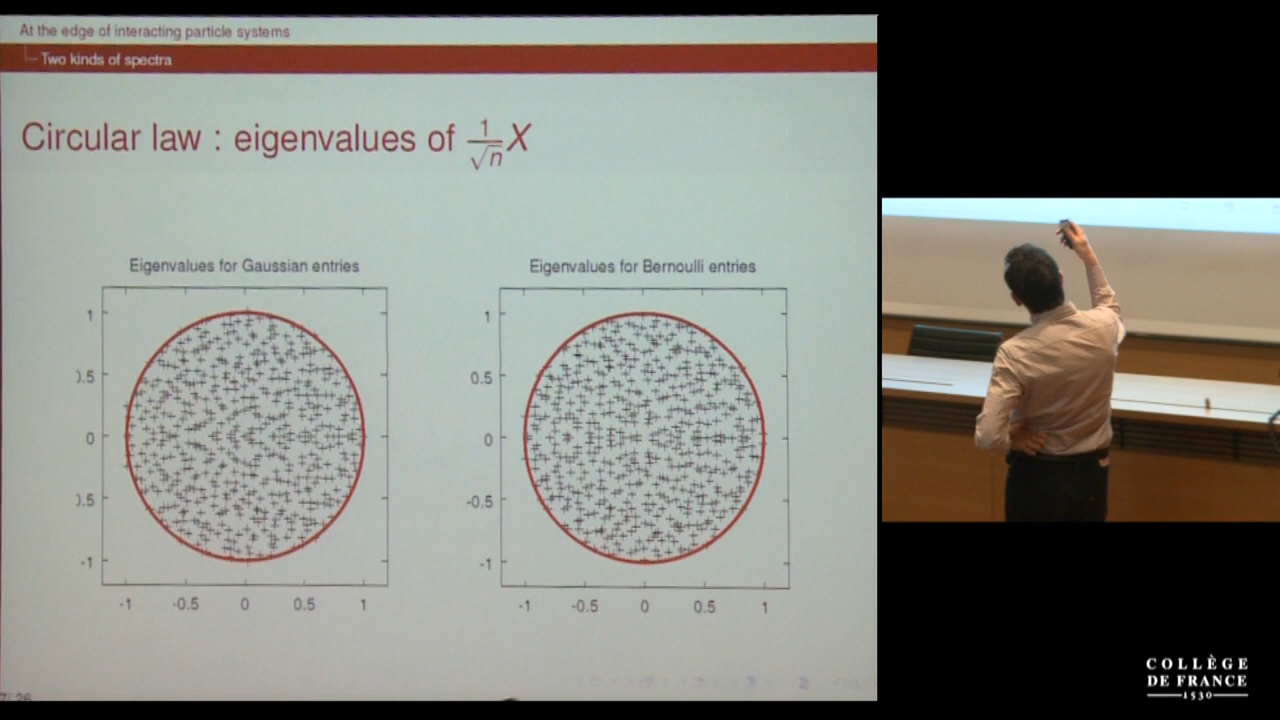 At the edge of interacting particle systems
Two kinds of spectra
Circular law : eigenvalues of \frac{1}{\sqrt{n}}X
Eigenvalues for Gaussian entries
1
0.5
0
0.5
-1
-1 -0.5 0 0.5 1
Eigenvalues for Bernoulli entries
1
0.5
0
-0.5
-1
-1 -0.5 0 0.5 1
COLLÈGE
DE FRANCE
1530